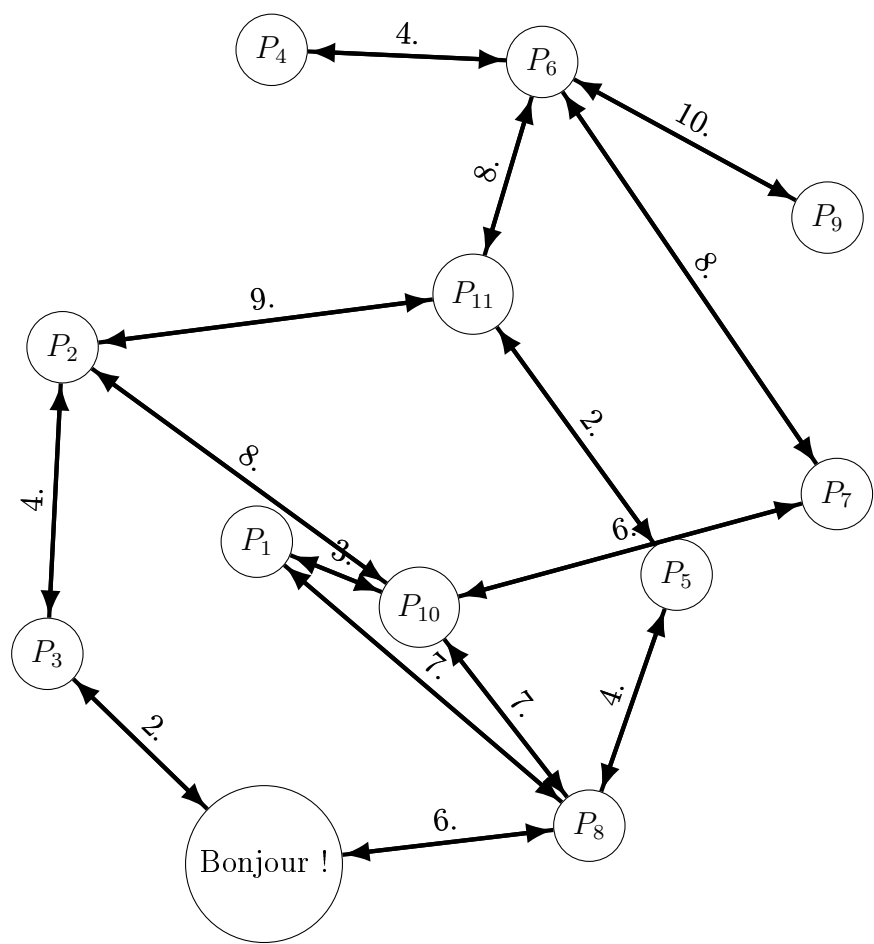 4.
P₄
P₆
10.
8.
P₉
8.
9.
P₁₁
P₂
2.
8.
4.
P₇
6.
P₁
3.
P₅
P₁₀
P₃
7.
4.
7.
2.
6.
P₈
Bonjour !